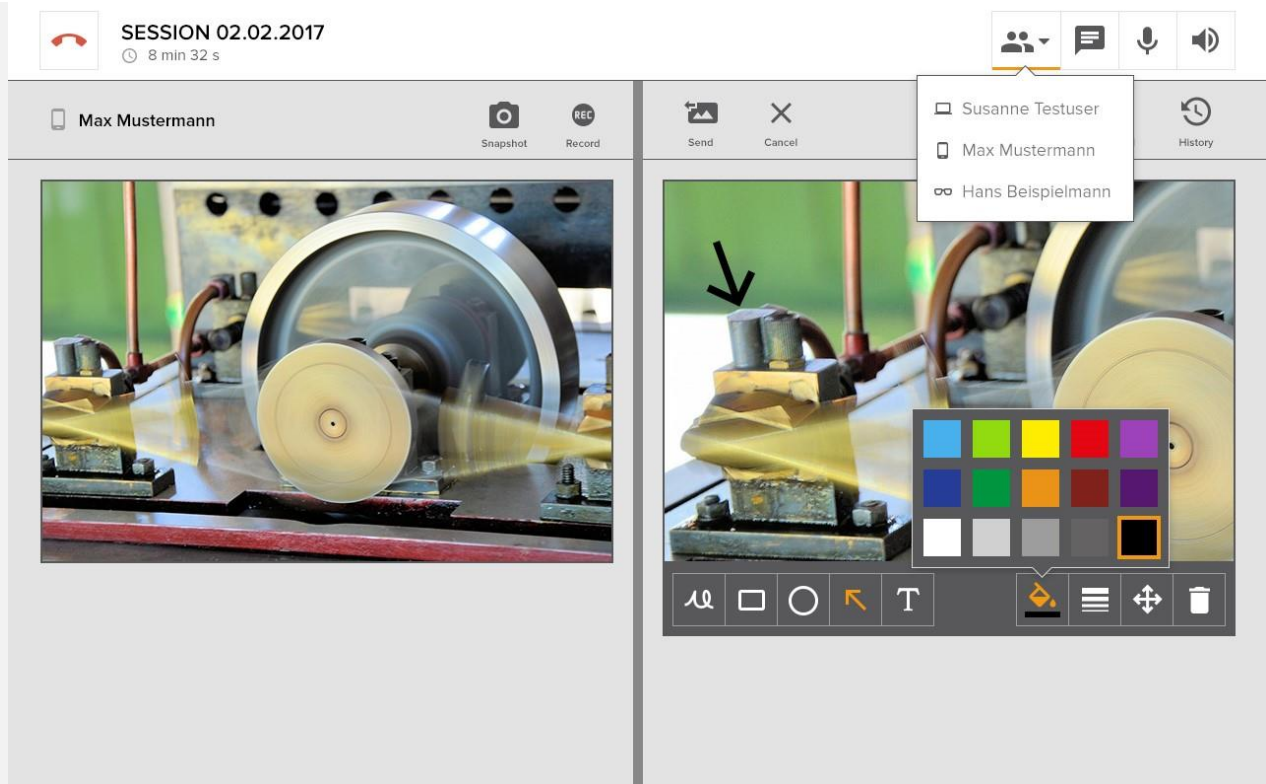 SESSION 02.02.2017
8 min 32 s
Max Mustermann
Snapshot
REC
Record
Send
Cancel
History
Susanne Testuser
Max Mustermann
Hans Beispielmann
T